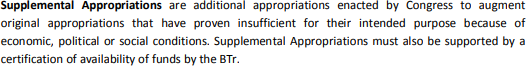 Supplemental Appropriations are additional appropriations enacted by Congress to augment
original appropriations that have proven insufficient for their intended purpose because of
economic, political or social conditions. Supplemental Appropriations must also be supported by a
certification of availability of funds by the BTr.